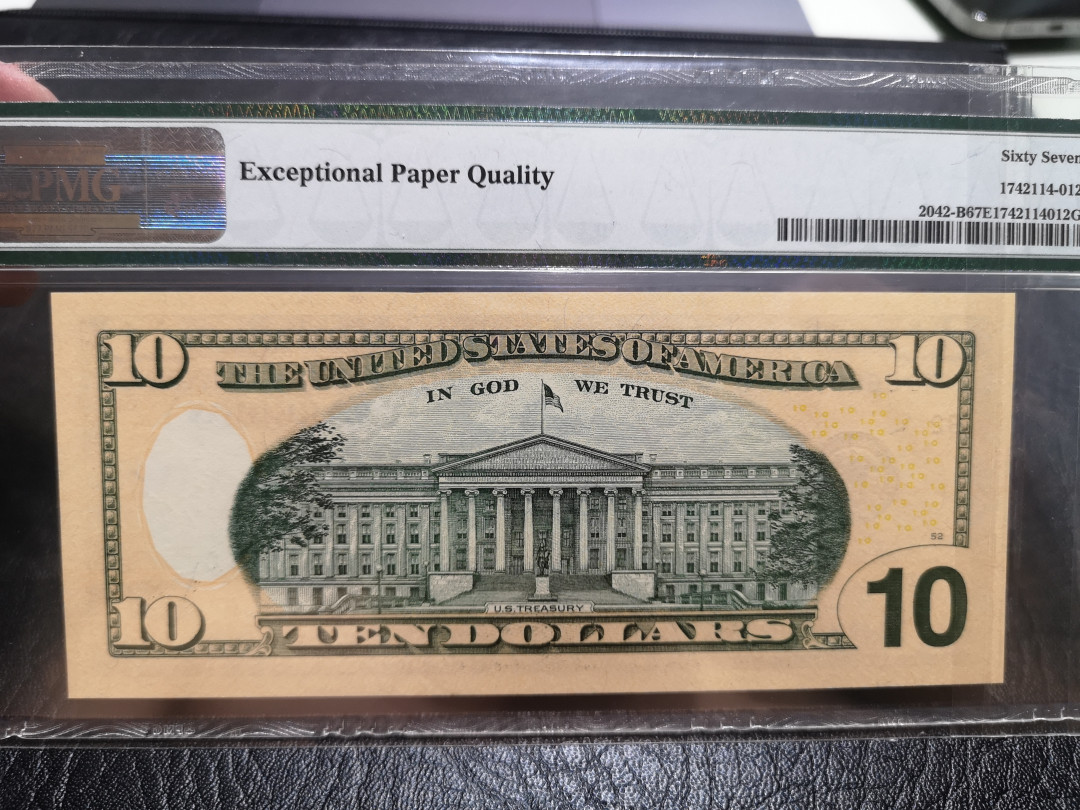 PMG
Exceptional Paper Quality
Sixty Seven
1742114-012
2042-B67E1742114012G
10
THE UNITED STATES OF AMERICA
10
IN GOD WE TRUST
52
U.S. TREASURY
10
TEN DOLLARS
10